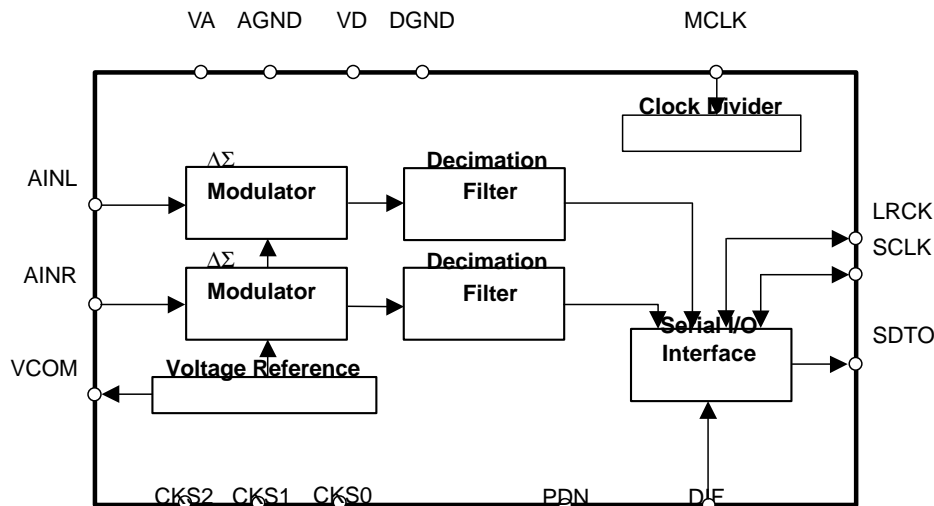 VA AGND VD DGND MCLK
Clock Divider
AINL
ΔΣ
Modulator
Decimation
Filter
LRCK
SCLK
AINR
ΔΣ
Modulator
Decimation
Filter
Serial I/O
Interface
SDTO
VCOM
Voltage Reference
CKS2 CKS1 CKS0 PDN DIF